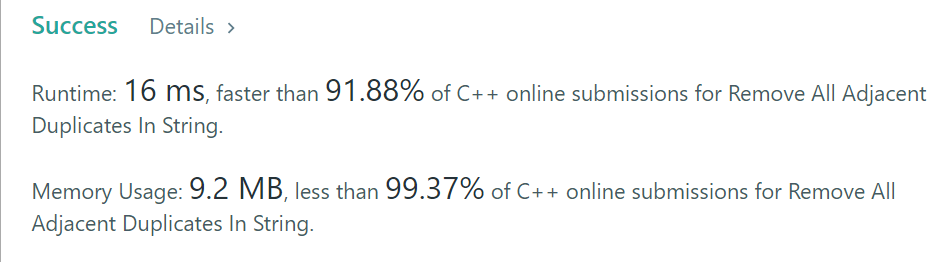 Success Details >
Runtime: 16 ms, faster than 91.88% of C++ online submissions for Remove All Adjacent
Duplicates In String.
Memory Usage: 9.2 MB, less than 99.37% of C++ online submissions for Remove All
Adjacent Duplicates In String.